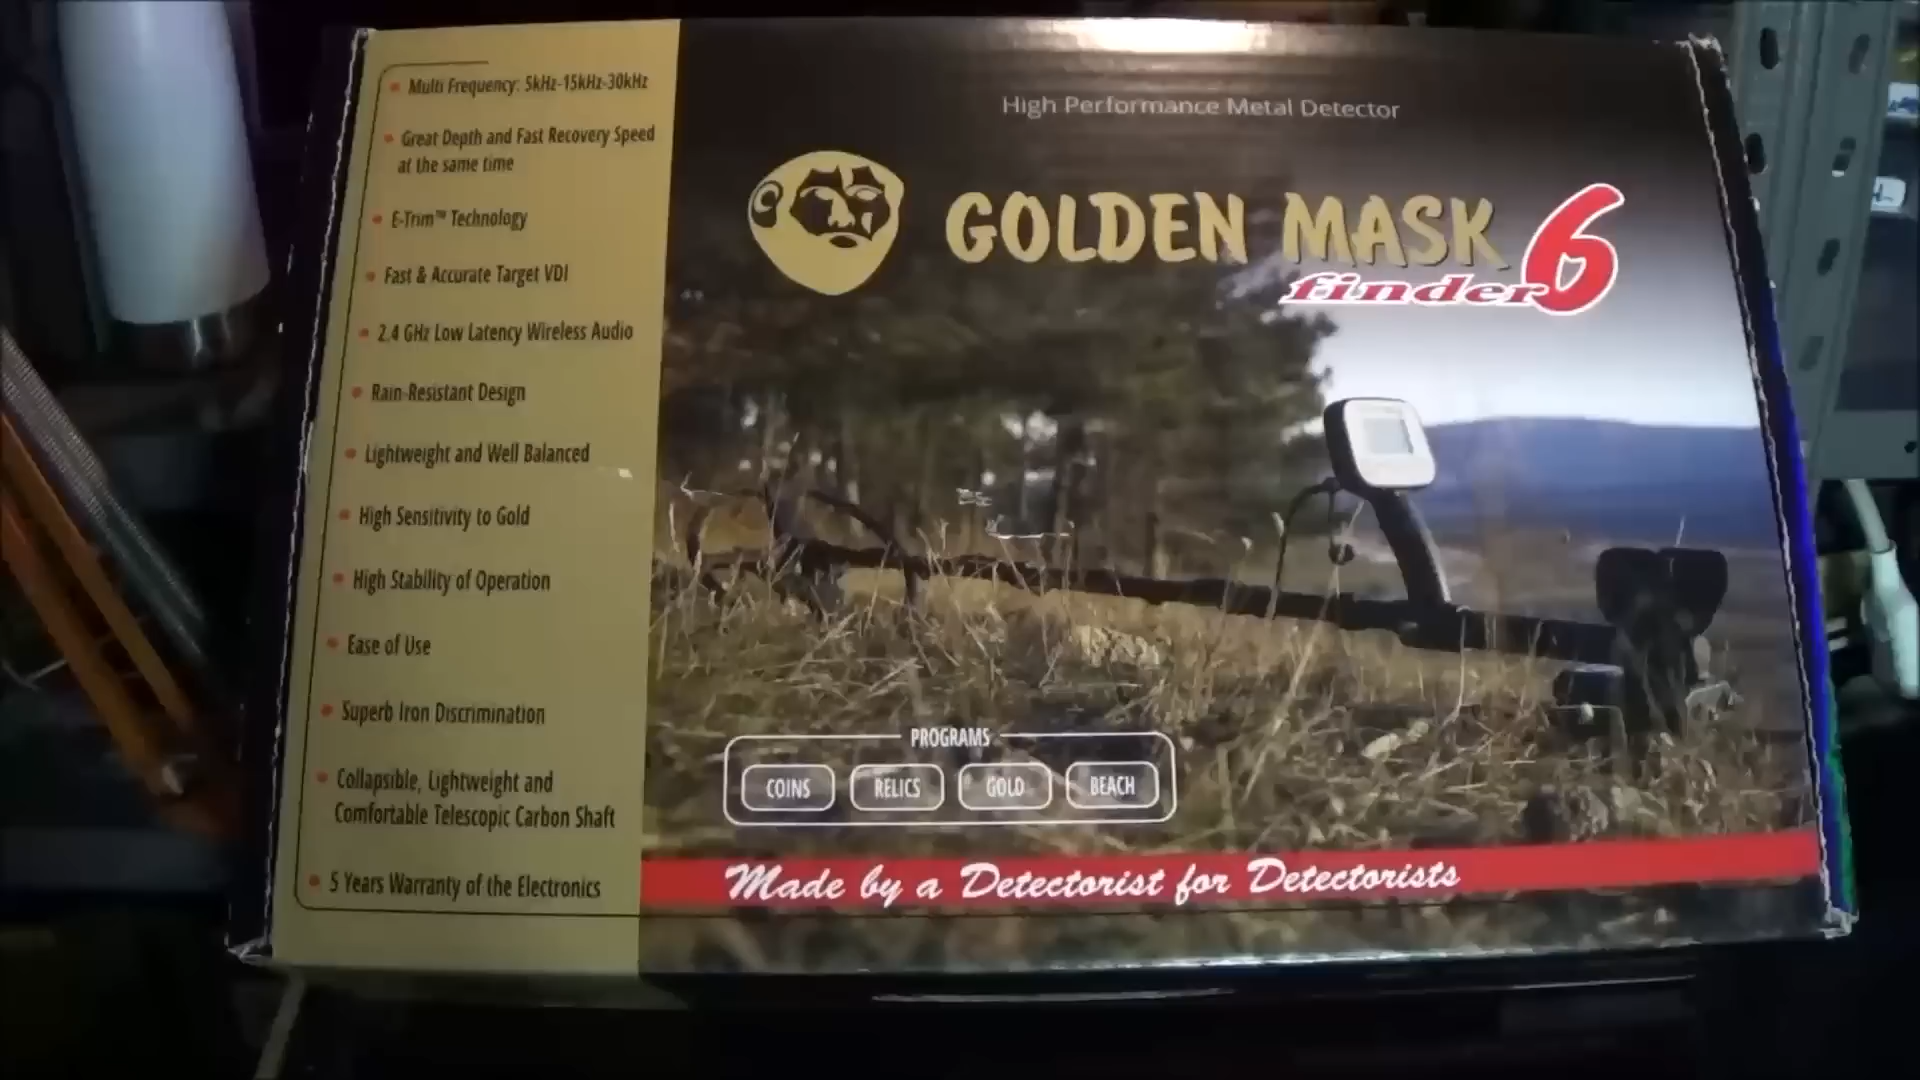 Multi Frequency: 5kHz-15kHz-30kHz
Great Depth and Fast Recovery Speed
at the same time
E-Trim™ Technology
Fast & Accurate Target VDI
2.4 GHz Low Latency Wireless Audio
Rain-Resistant Design
Lightweight and Well Balanced
High Sensitivity to Gold
High Stability of Operation
Ease of Use
Superb Iron Discrimination
Collapsible, Lightweight and
Comfortable Telescopic Carbon Shaft
5 Years Warranty of the Electronics
High Performance Metal Detector
GOLDEN MASK 6
finder
PROGRAMS
COINS RELICS GOLD BEACH
Made by a Detectorist for Detectorists